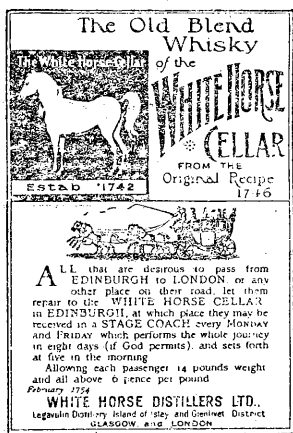 The Old Blend
Whisky
of the
WHITE HORSE
CELLAR
FROM THE
Original Recipe
1746
The White Horse Cellar
Estab 1742
ALL that are desirous to pass from
EDINBURGH to LONDON, or any
other place on their road, let them
repair to the WHITE HORSE CELLAR
in EDINBURGH, at which place they may be
received in a STAGE COACH every MONDAY
and FRIDAY which performs the whole journey
in eight days (if God permits), and sets forth
at five in the morning
Allowing each passenger 14 pounds weight
and all above 6 pence per pound
February 1754
WHITE HORSE DISTILLERS LTD.,
Lagavulin Distillery Island of Islay and Glenlivet District
GLASGOW and LONDON